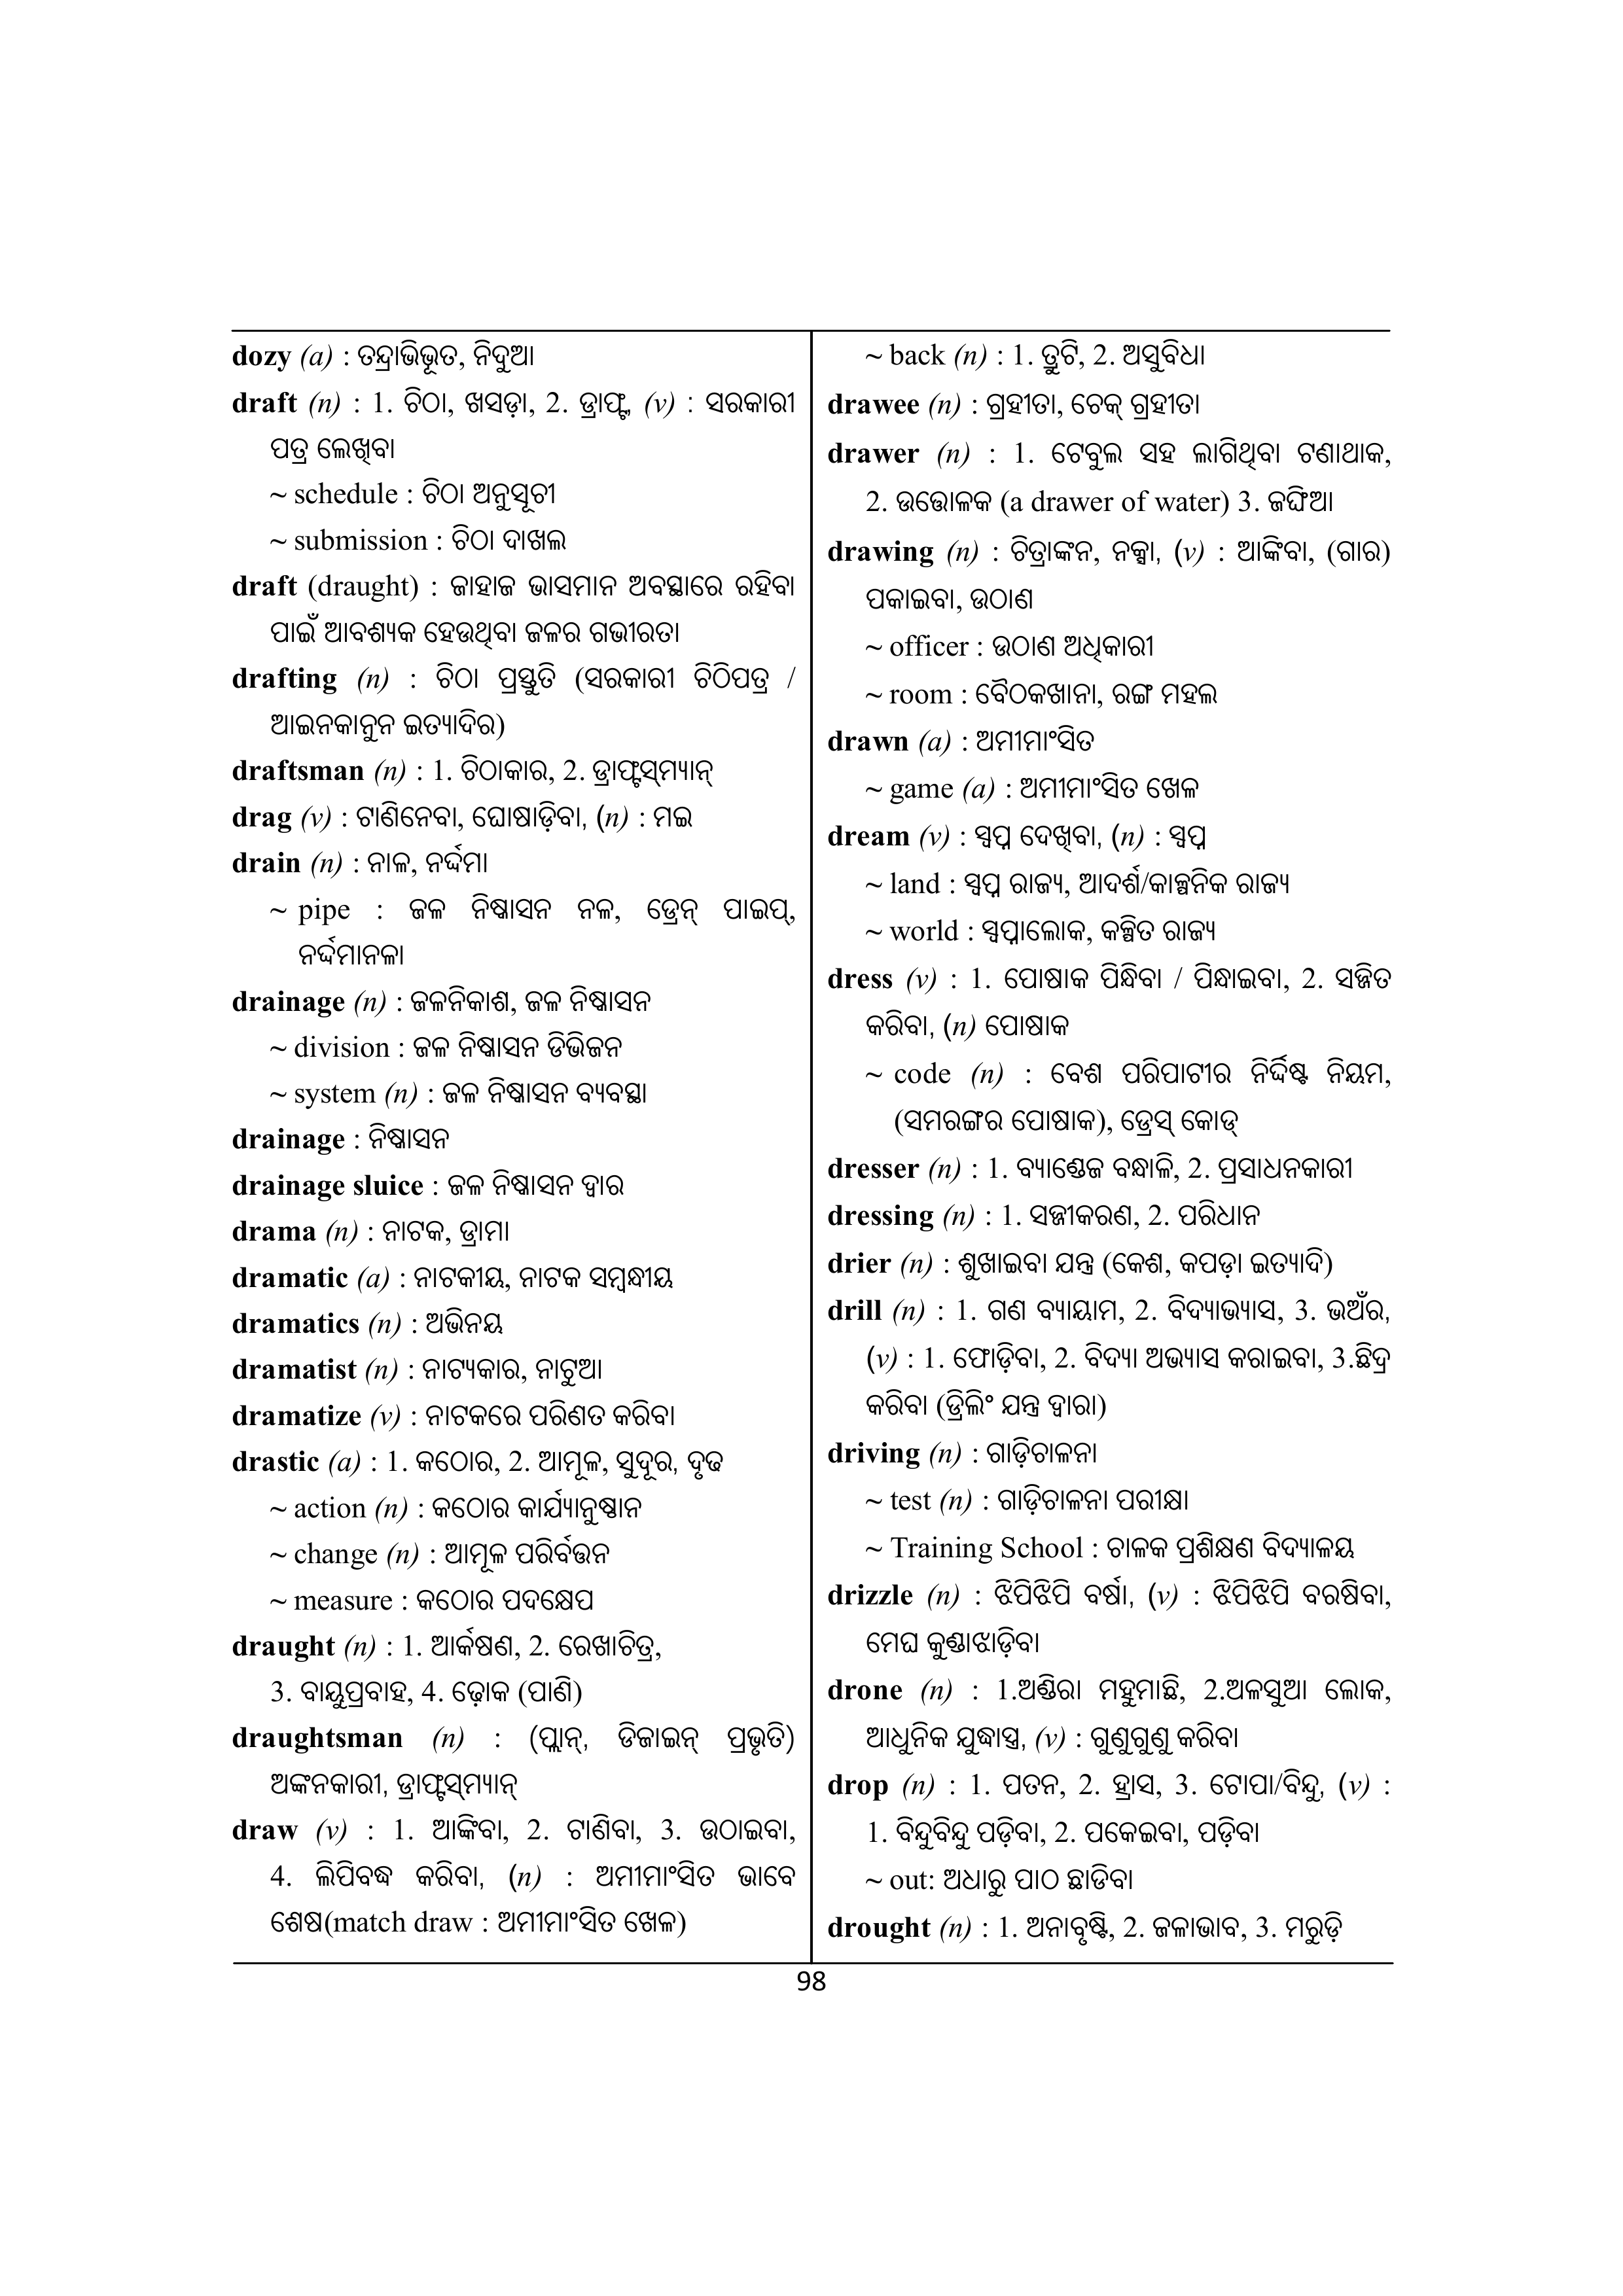 dozy (a) : ତନ୍ଦ୍ରାଭିଭୂତ, ନିଦୁଆ
draft (n) : 1. ଚିଠା, ଖସଡ଼ା, 2. ଡ୍ରାଫ୍ଟ, (v) : ସରକାରୀ
ପତ୍ର ଲେଖିବା
~ schedule : ଚିଠା ଅନୁସୂଚୀ
~ submission : ଚିଠା ଦାଖଲ
draft (draught) : ଜାହାଜ ଭାସମାନ ଅବସ୍ଥାରେ ରହିବା
ପାଇଁ ଆବଶ୍ୟକ ହେଉଥିବା ଜଳର ଗଭୀରତା
drafting (n) : ଚିଠା ପ୍ରସ୍ତୁତି (ସରକାରୀ ଚିଠିପତ୍ର /
ଆଇନକାନୁନ ଇତ୍ୟାଦିର)
draftsman (n) : 1. ଚିଠାକାର, 2. ଡ୍ରାଫ୍ଟସ୍‌ମ୍ୟାନ୍
drag (v) : ଟାଣିନେବା, ଘୋଷାଡ଼ିବା, (n) : ମଇ
drain (n) : ନାଳ, ନର୍ଦ୍ଦମା
~ pipe : ଜଳ ନିଷ୍କାସନ ନଳ, ଡ୍ରେନ୍ ପାଇପ୍,
ନର୍ଦ୍ଦମାନଳା
drainage (n) : ଜଳନିକାଶ, ଜଳ ନିଷ୍କାସନ
~ division : ଜଳ ନିଷ୍କାସନ ଡିଭିଜନ
~ system (n) : ଜଳ ନିଷ୍କାସନ ବ୍ୟବସ୍ଥା
drainage : ନିଷ୍କାସନ
drainage sluice : ଜଳ ନିଷ୍କାସନ ଦ୍ୱାର
drama (n) : ନାଟକ, ଡ୍ରାମା
dramatic (a) : ନାଟକୀୟ, ନାଟକ ସମ୍ବନ୍ଧୀୟ
dramatics (n) : ଅଭିନୟ
dramatist (n) : ନାଟ୍ୟକାର, ନାଟୁଆ
dramatize (v) : ନାଟକରେ ପରିଣତ କରିବା
drastic (a) : 1. କଠୋର, 2. ଆମୂଳ, ସୁଦୂର, ଦୃଢ
~ action (n) : କଠୋର କାର୍ଯ୍ୟାନୁଷ୍ଠାନ
~ change (n) : ଆମୂଳ ପରିର୍ବତ୍ତନ
~ measure : କଠୋର ପଦକ୍ଷେପ
draught (n) : 1. ଆର୍କଷଣ, 2. ରେଖାଚିତ୍ର,
3. ବାୟୁପ୍ରବାହ, 4. ଢ଼ୋକ (ପାଣି)
draughtsman (n) : (ପ୍ଲାନ୍, ଡିଜାଇନ୍ ପ୍ରଭୃତି)
ଅଙ୍କନକାରୀ, ଡ୍ରାଫ୍ଟସ୍‌ମ୍ୟାନ୍
draw (v) : 1. ଆଙ୍କିବା, 2. ଟାଣିବା, 3. ଉଠାଇବା,
4. ଲିପିବଦ୍ଧ କରିବା, (n) : ଅମୀମାଂସିତ ଭାବେ
ଶେଷ(match draw : ଅମୀମାଂସିତ ଖେଳ)
~ back (n) : 1. ତ୍ରୁଟି, 2. ଅସୁବିଧା
drawee (n) : ଗ୍ରହୀତା, ଚେକ୍ ଗ୍ରହୀତା
drawer (n) : 1. ଟେବୁଲ ସହ ଲାଗିଥିବା ଟଣାଥାକ,
2. ଉତ୍ତୋଳକ (a drawer of water) 3. ଜଙ୍ଘିଆ
drawing (n) : ଚିତ୍ରାଙ୍କନ, ନକ୍ସା, (v) : ଆଙ୍କିବା, (ଗାର)
ପକାଇବା, ଉଠାଣ
~ officer : ଉଠାଣ ଅଧିକାରୀ
~ room : ବୈଠକଖାନା, ରଙ୍ଗ ମହଲ
drawn (a) : ଅମୀମାଂସିତ
~ game (a) : ଅମୀମାଂସିତ ଖେଳ
dream (v) : ସ୍ୱପ୍ନ ଦେଖିବା, (n) : ସ୍ୱପ୍ନ
~ land : ସ୍ୱପ୍ନ ରାଜ୍ୟ, ଆଦର୍ଶ/କାଳ୍ପନିକ ରାଜ୍ୟ
~ world : ସ୍ୱପ୍ନାଲୋକ, କଳ୍ପିତ ରାଜ୍ୟ
dress (v) : 1. ପୋଷାକ ପିନ୍ଧିବା / ପିନ୍ଧାଇବା, 2. ସଜ୍ଜିତ
କରିବା, (n) ପୋଷାକ
~ code (n) : ବେଶ ପରିପାଟୀର ନିର୍ଦ୍ଦିଷ୍ଟ ନିୟମ,
(ସମରଙ୍ଗର ପୋଷାକ), ଡ୍ରେସ୍ କୋଡ୍
dresser (n) : 1. ବ୍ୟାଣ୍ଡେଜ ବନ୍ଧାଳି, 2. ପ୍ରସାଧନକାରୀ
dressing (n) : 1. ସଜ୍ଜୀକରଣ, 2. ପରିଧାନ
drier (n) : ଶୁଖାଇବା ଯନ୍ତ୍ର (କେଶ, କପଡ଼ା ଇତ୍ୟାଦି)
drill (n) : 1. ଗଣ ବ୍ୟାୟାମ, 2. ବିଦ୍ୟାଭ୍ୟାସ, 3. ଭଅଁର,
(v) : 1. ଫୋଡ଼ିବା, 2. ବିଦ୍ୟା ଅଭ୍ୟାସ କରାଇବା, 3.ଛିଦ୍ର
କରିବା (ଡ୍ରିଲିଂ ଯନ୍ତ୍ର ଦ୍ୱାରା)
driving (n) : ଗାଡ଼ିଚାଳନା
~ test (n) : ଗାଡ଼ିଚାଳନା ପରୀକ୍ଷା
~ Training School : ଚାଳକ ପ୍ରଶିକ୍ଷଣ ବିଦ୍ୟାଳୟ
drizzle (n) : ଝିପିଝିପି ବର୍ଷା, (v) : ଝିପିଝିପି ବରଷିବା,
ମେଘ କୁଣ୍ଡାଝାଡ଼ିବା
drone (n) : 1.ଅଣ୍ଡିରା ମହୁମାଛି, 2.ଅଳସୁଆ ଲୋକ,
ଆଧୁନିକ ଯୁଦ୍ଧାସ୍ତ୍ର, (v) : ଗୁଣୁଗୁଣୁ କରିବା
drop (n) : 1. ପତନ, 2. ହ୍ରାସ, 3. ଟୋପା/ବିନ୍ଦୁ, (v) :
1. ବିନ୍ଦୁବିନ୍ଦୁ ପଡ଼ିବା, 2. ପକେଇବା, ପଡ଼ିବା
~ out: ଅଧାରୁ ପାଠ ଛାଡିବା
drought (n) : 1. ଅନାବୃଷ୍ଟି, 2. ଜଳାଭାବ, 3. ମରୁଡ଼ି
98